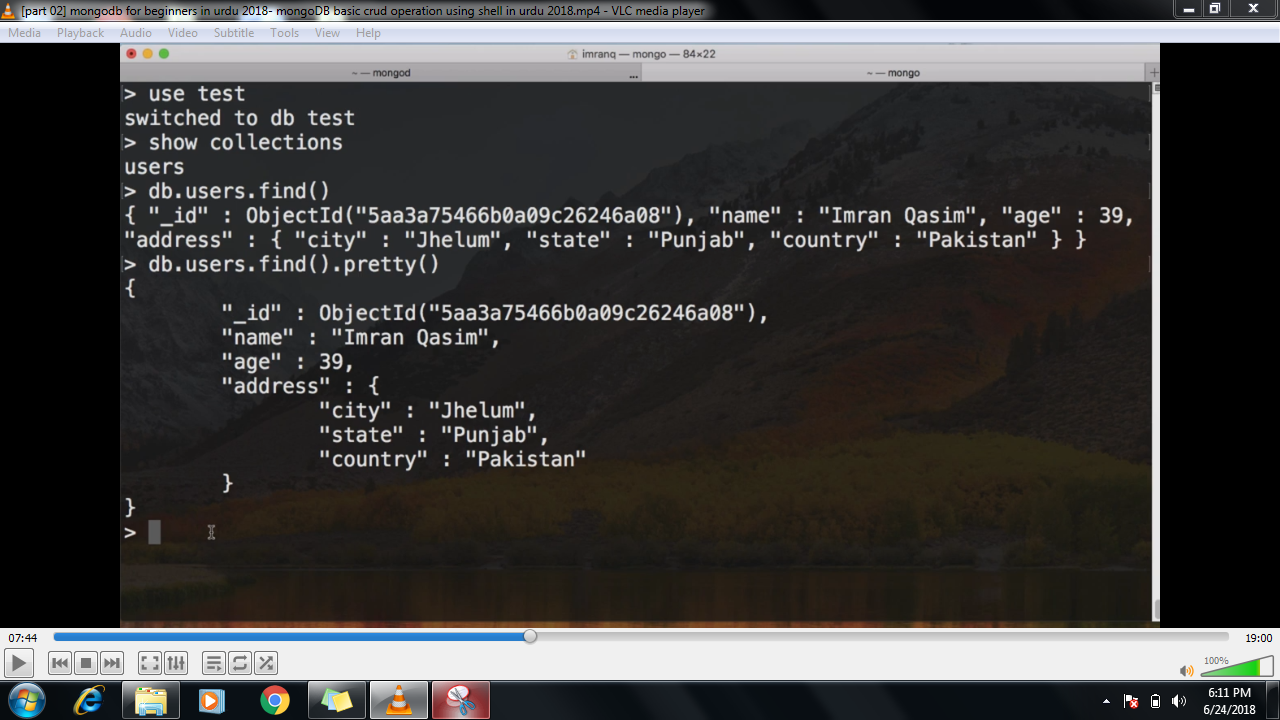 [part 02] mongodb for beginners in urdu 2018- mongoDB basic crud operation using shell in urdu 2018.mp4 - VLC media player
Media Playback Audio Video Subtitle Tools View Help
imranq — mongo — 84×22
~ — mongod ... ~ — mongo +
> use test
switched to db test
> show collections
users
> db.users.find()
{ "_id" : ObjectId("5aa3a75466b0a09c26246a08"), "name" : "Imran Qasim", "age" : 39,
"address" : { "city" : "Jhelum", "state" : "Punjab", "country" : "Pakistan" } }
> db.users.find().pretty()
{
"_id" : ObjectId("5aa3a75466b0a09c26246a08"),
"name" : "Imran Qasim",
"age" : 39,
"address" : {
"city" : "Jhelum",
"state" : "Punjab",
"country" : "Pakistan"
}
}
>
07:44 19:00
100%
6:11 PM
6/24/2018